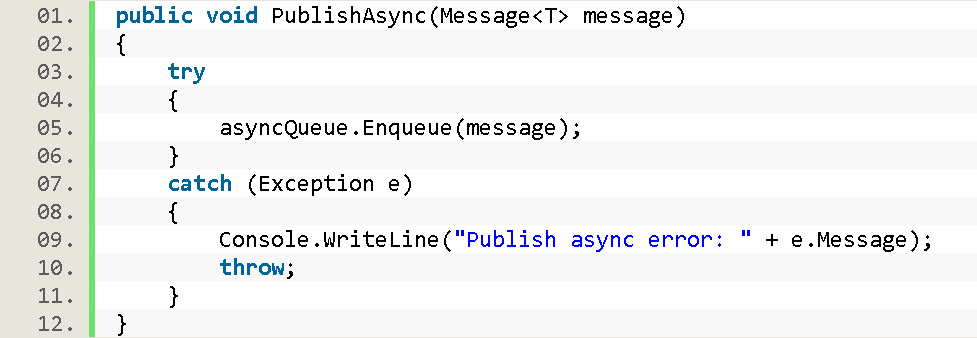 01. public void PublishAsync(Message<T> message)
02. {
03.     try
04.     {
05.         asyncQueue.Enqueue(message);
06.     }
07.     catch (Exception e)
08.     {
09.         Console.WriteLine("Publish async error: " + e.Message);
10.         throw;
11.     }
12. }